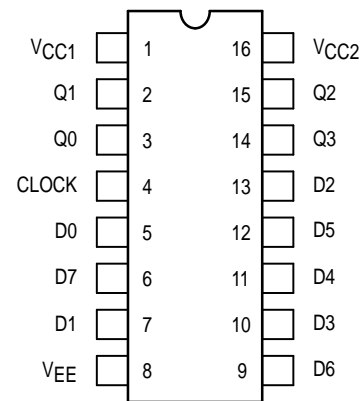 VCC1 1 16 VCC2
Q1 2 15 Q2
Q0 3 14 Q3
CLOCK 4 13 D2
D0 5 12 D5
D7 6 11 D4
D1 7 10 D3
VEE 8 9 D6